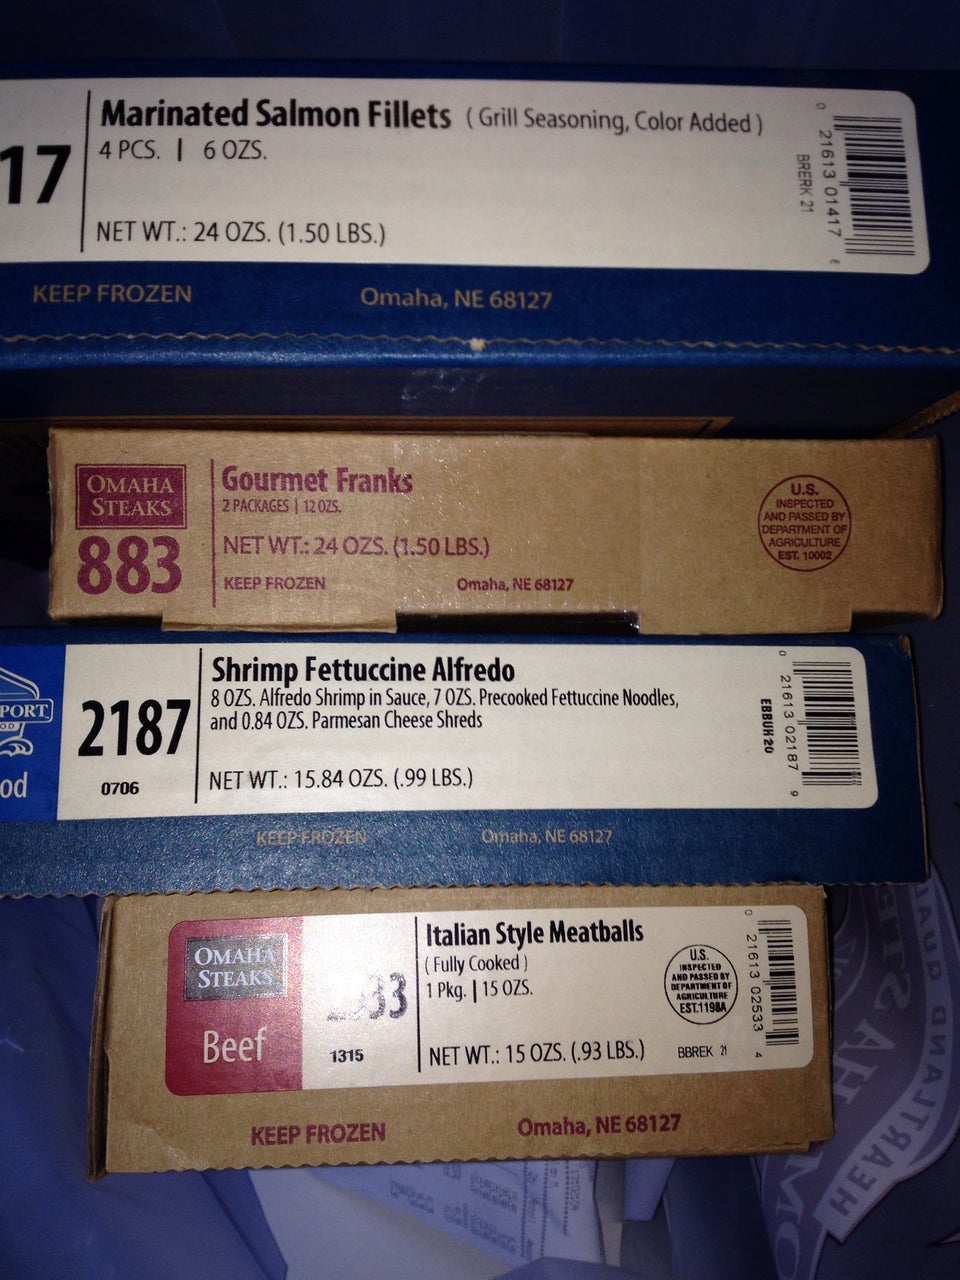 17
Marinated Salmon Fillets ( Grill Seasoning, Color Added )
4 PCS. | 6 OZS.
NET WT.: 24 OZS. (1.50 LBS.)
0 21613 01417
BRERK 21
KEEP FROZEN Omaha, NE 68127
OMAHA
STEAKS
883
Gourmet Franks
2 PACKAGES | 12 OZS.
NET WT.: 24 OZS. (1.50 LBS.)
KEEP FROZEN Omaha, NE 68127
U.S.
INSPECTED
AND PASSED BY
DEPARTMENT OF
AGRICULTURE
EST. 10002
PORT
OD
od
2187
0706
Shrimp Fettuccine Alfredo
8 OZS. Alfredo Shrimp in Sauce, 7 OZS. Precooked Fettuccine Noodles,
and 0.84 OZS. Parmesan Cheese Shreds
NET WT.: 15.84 OZS. (.99 LBS.)
0 21613 02187 9
EBBUH 20
KEEP FROZEN Omaha, NE 68127
OMAHA
STEAKS
Beef
33
1315
Italian Style Meatballs
( Fully Cooked )
1 Pkg. | 15 OZS.
NET WT.: 15 OZS. (.93 LBS.)
U.S.
INSPECTED
AND PASSED BY
DEPARTMENT OF
AGRICULTURE
EST.1198A
BBREK 21
0 21613 02533 4
KEEP FROZEN Omaha, NE 68127
HEARTLAND